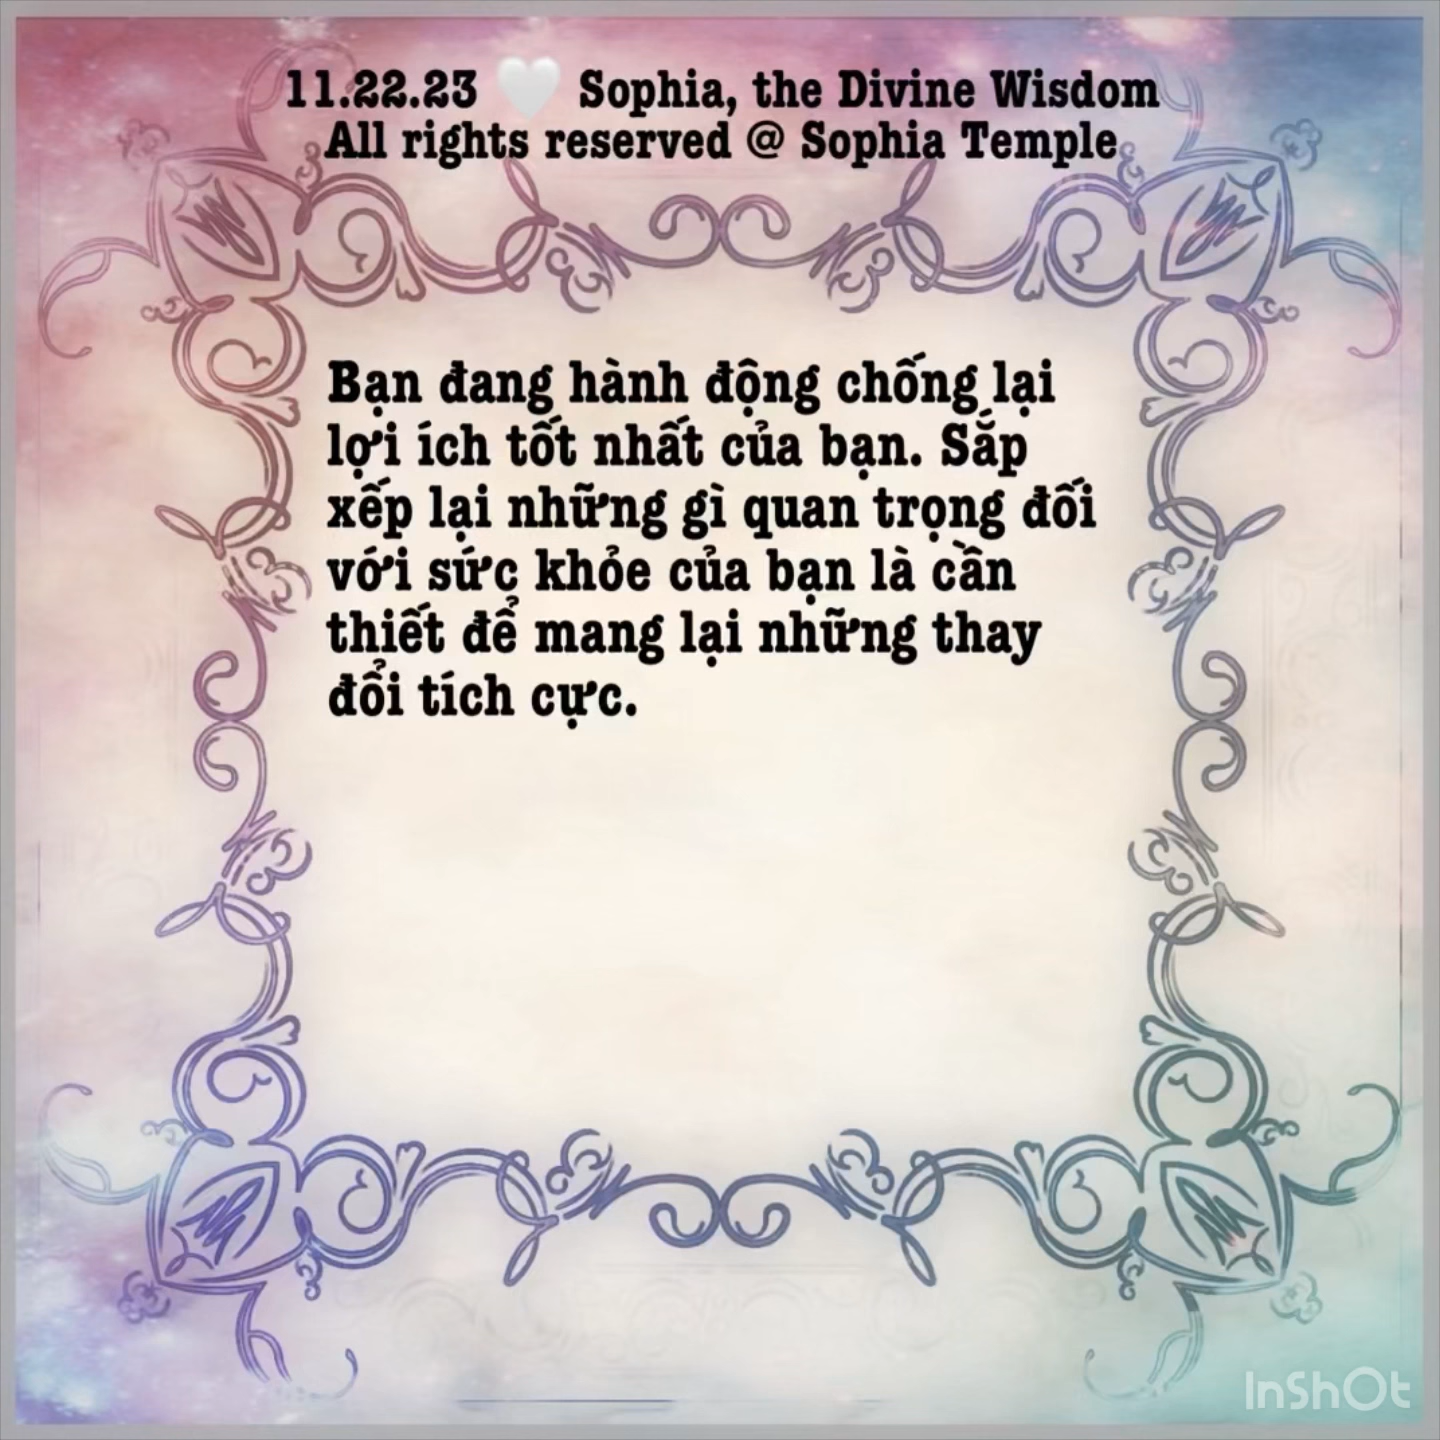 11.22.23 🤍 Sophia, the Divine Wisdom
All rights reserved @ Sophia Temple
Bạn đang hành động chống lại
lợi ích tốt nhất của bạn. Sắp
xếp lại những gì quan trọng đối
với sức khỏe của bạn là cần
thiết để mang lại những thay
đổi tích cực.
InShOt